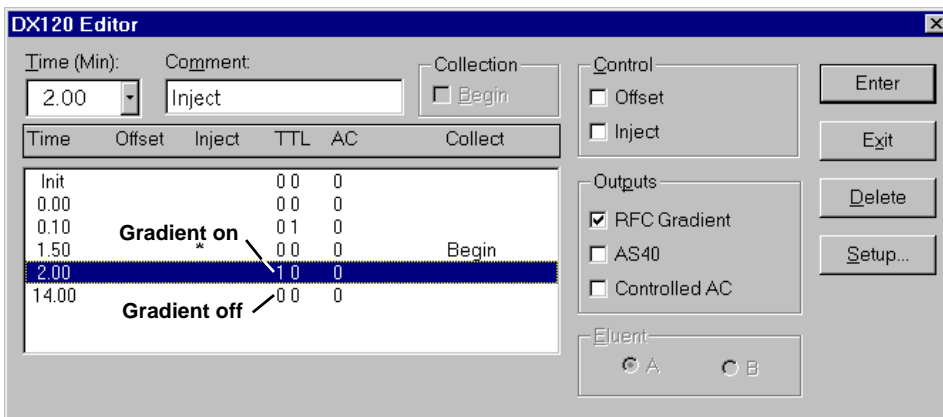 DX120 Editor
Time (Min):
Comment:
2.00
Inject
Collection
Begin
Time Offset Inject TTL AC Collect
Init 0 0 0
0.00 0 0 0
0.10 0 1 0
1.50 * 0 0 0 Begin
2.00 1 0 0
14.00 0 0 0
Gradient on
Gradient off
Control
Offset
Inject
Outputs
RFC Gradient
AS40
Controlled AC
Eluent
A B
Enter
Exit
Delete
Setup...